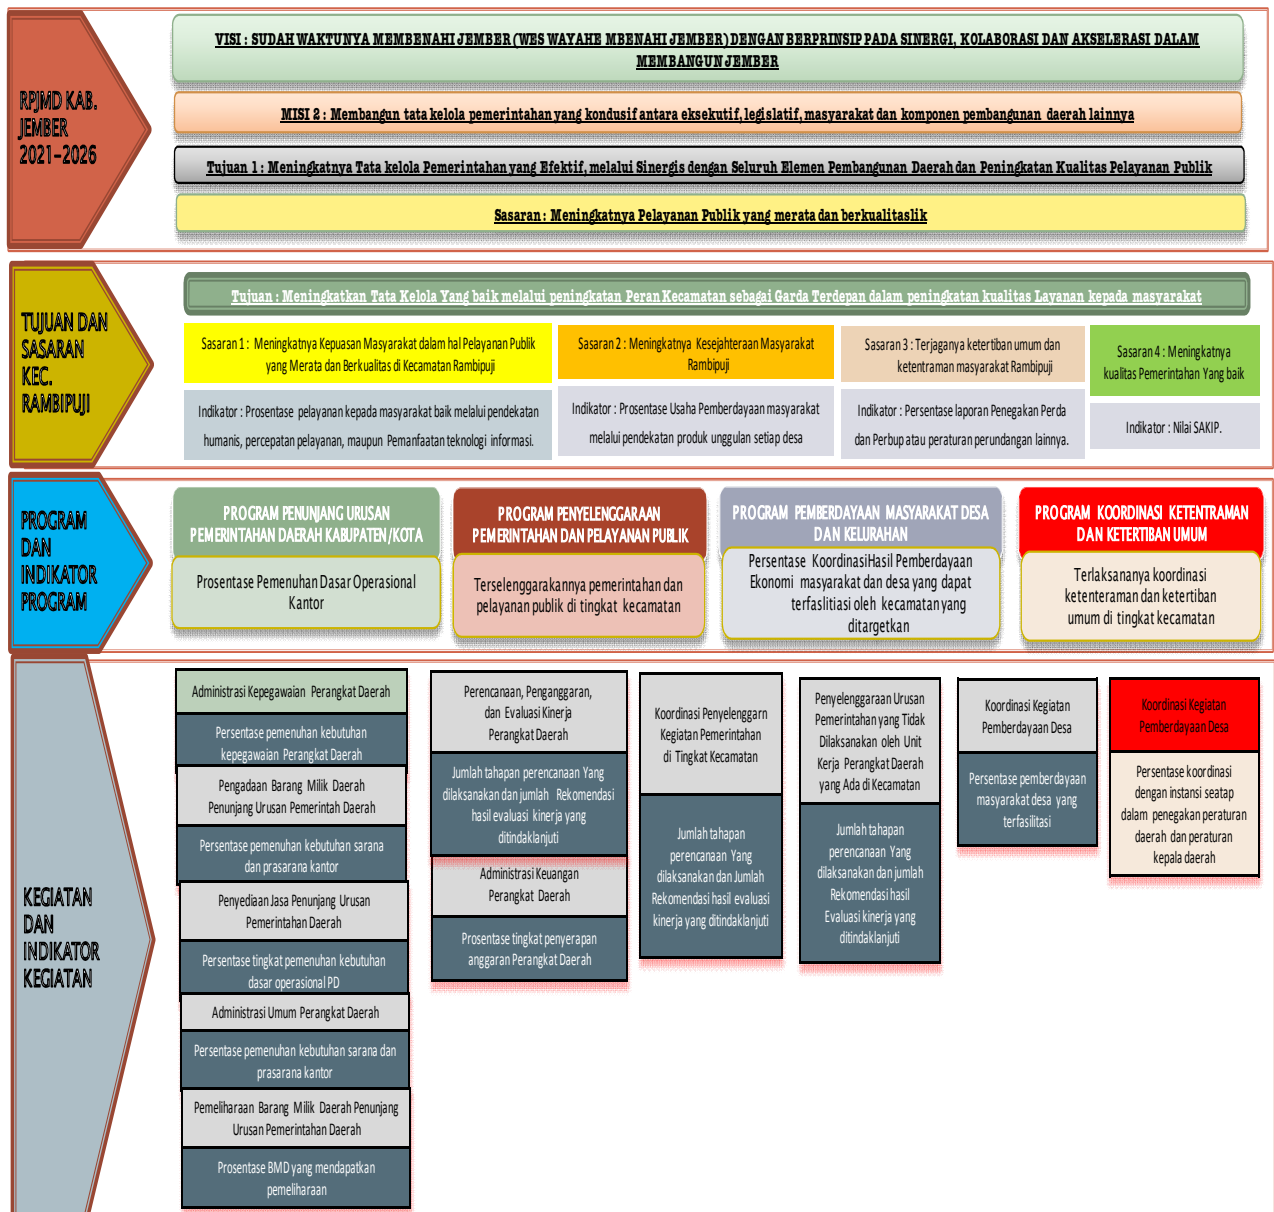 RPJMD KAB.
JEMBER
2021-2026
VISI : SUDAH WAKTUNYA MEMBENAHI JEMBER (WES WAYAHE MBENAHI JEMBER) DENGAN BERPRINSIP PADA SINERGI, KOLABORASI DAN AKSELERASI DALAM
MEMBANGUN JEMBER
MISI 2 : Membangun tata kelola pemerintahan yang kondusif antara eksekutif, legislatif, masyarakat dan komponen pembangunan daerah lainnya
Tujuan 1 : Meningkatnya Tata kelola Pemerintahan yang Efektif, melalui Sinergis dengan Seluruh Elemen Pembangunan Daerah dan Peningkatan Kualitas Pelayanan Publik
Sasaran : Meningkatnya Pelayanan Publik yang merata dan berkualitaslik
TUJUAN DAN
SASARAN
KEC.
RAMBIPUJI
Tujuan : Meningkatkan Tata Kelola Yang baik melalui peningkatan Peran Kecamatan sebagai Garda Terdepan dalam peningkatan kualitas Layanan kepada masyarakat
Sasaran 1 : Meningkatnya Kepuasan Masyarakat dalam hal Pelayanan Publik
yang Merata dan Berkualitas di Kecamatan Rambipuji
Indikator : Prosentase pelayanan kepada masyarakat baik melalui pendekatan
humanis, percepatan pelayanan, maupun Pemanfaatan teknologi informasi.
Sasaran 2 : Meningkatnya Kesejahteraan Masyarakat
Rambipuji
Indikator : Prosentase Usaha Pemberdayaan masyarakat
melalui pendekatan produk unggulan setiap desa
Sasaran 3 : Terjaganya ketertiban umum dan
ketentraman masyarakat Rambipuji
Indikator : Persentase laporan Penegakan Perda
dan Perbup atau peraturan perundangan lainnya.
Sasaran 4 : Meningkatnya
kualitas Pemerintahan Yang baik
Indikator : Nilai SAKIP.
PROGRAM
DAN
INDIKATOR
PROGRAM
PROGRAM PENUNJANG URUSAN
PEMERINTAHAN DAERAH KABUPATEN/KOTA
Prosentase Pemenuhan Dasar Operasional
Kantor
PROGRAM PENYELENGGARAAN
PEMERINTAHAN DAN PELAYANAN PUBLIK
Terselenggarakannya pemerintahan dan
pelayanan publik di tingkat kecamatan
PROGRAM PEMBERDAYAAN MASYARAKAT DESA
DAN KELURAHAN
Persentase KoordinasiHasil Pemberdayaan
Ekonomi masyarakat dan desa yang dapat
terfaslitiasi oleh kecamatan yang
ditargetkan
PROGRAM KOORDINASI KETENTRAMAN
DAN KETERTIBAN UMUM
Terlaksananya koordinasi
ketenteraman dan ketertiban
umum di tingkat kecamatan
KEGIATAN
DAN
INDIKATOR
KEGIATAN
Administrasi Kepegawaian Perangkat Daerah
Persentase pemenuhan kebutuhan
kepegawaian Perangkat Daerah
Pengadaan Barang Milik Daerah
Penunjang Urusan Pemerintah Daerah
Persentase pemenuhan kebutuhan sarana
dan prasarana kantor
Penyediaan Jasa Penunjang Urusan
Pemerintahan Daerah
Persentase tingkat pemenuhan kebutuhan
dasar operasional PD
Administrasi Umum Perangkat Daerah
Persentase pemenuhan kebutuhan sarana dan
prasarana kantor
Pemeliharaan Barang Milik Daerah Penunjang
Urusan Pemerintahan Daerah
Prosentase BMD yang mendapatkan
pemeliharaan
Perencanaan, Penganggaran,
dan Evaluasi Kinerja
Perangkat Daerah
Jumlah tahapan perencanaan Yang
dilaksanakan dan jumlah Rekomendasi
hasil evaluasi kinerja yang
ditindaklanjuti
Administrasi Keuangan
Perangkat Daerah
Prosentase tingkat penyerapan
anggaran Perangkat Daerah
Koordinasi Penyelenggarn
Kegiatan Pemerintahan
di Tingkat Kecamatan
Jumlah tahapan
perencanaan Yang
dilaksanakan dan Jumlah
Rekomendasi hasil evaluasi
kinerja yang ditindaklanjuti
Penyelenggaraan Urusan
Pemerintahan yang Tidak
Dilaksanakan oleh Unit
Kerja Perangkat Daerah
yang Ada di Kecamatan
Jumlah tahapan
perencanaan Yang
dilaksanakan dan jumlah
Rekomendasi hasil
Evaluasi kinerja yang
ditindaklanjuti
Koordinasi Kegiatan
Pemberdayaan Desa
Persentase pemberdayaan
masyarakat desa yang
terfasilitasi
Koordinasi Kegiatan
Pemberdayaan Desa
Persentase koordinasi
dengan instansi seatap
dalam penegakan peraturan
daerah dan peraturan
kepala daerah